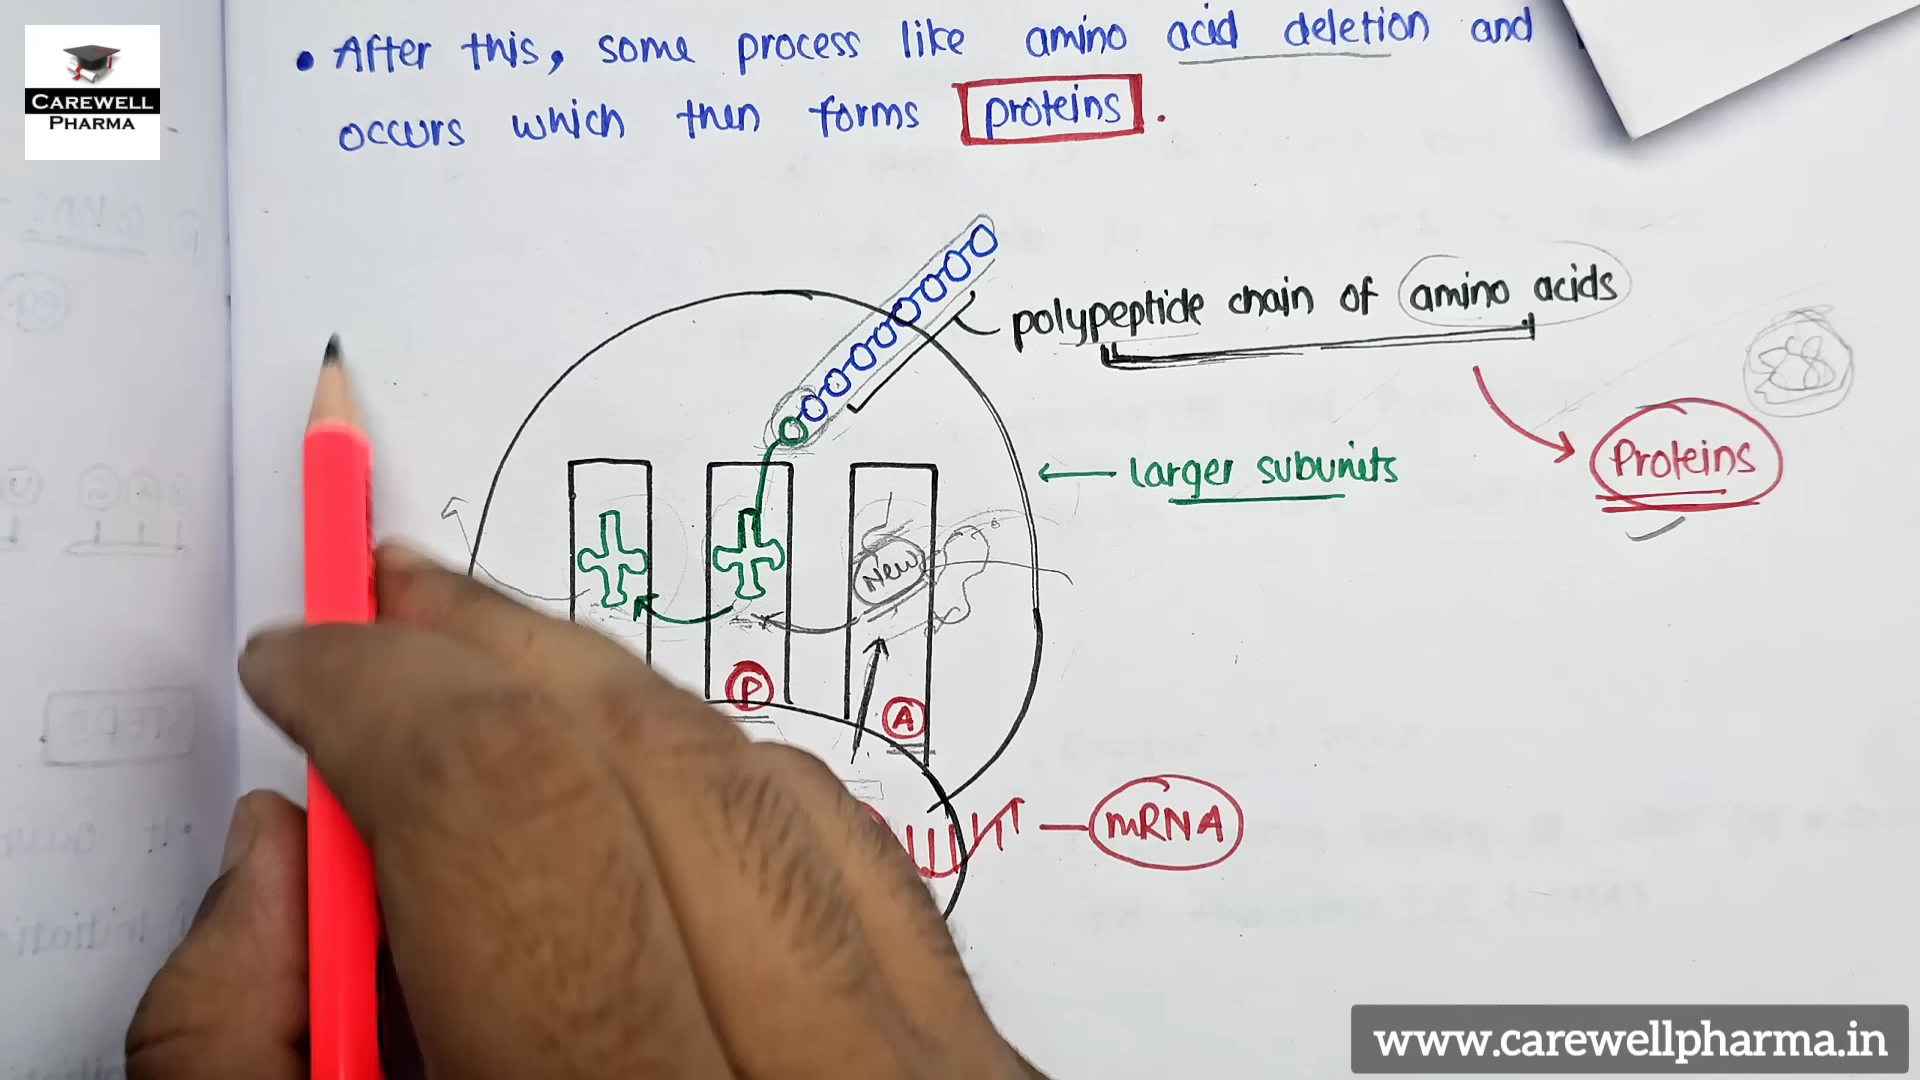 CAREWELL
PHARMA
• After this, some process like amino acid deletion and
occurs which then forms proteins.
polypeptide chain of amino acids
Proteins
larger subunits
New
P
A
mRNA
www.carewellpharma.in